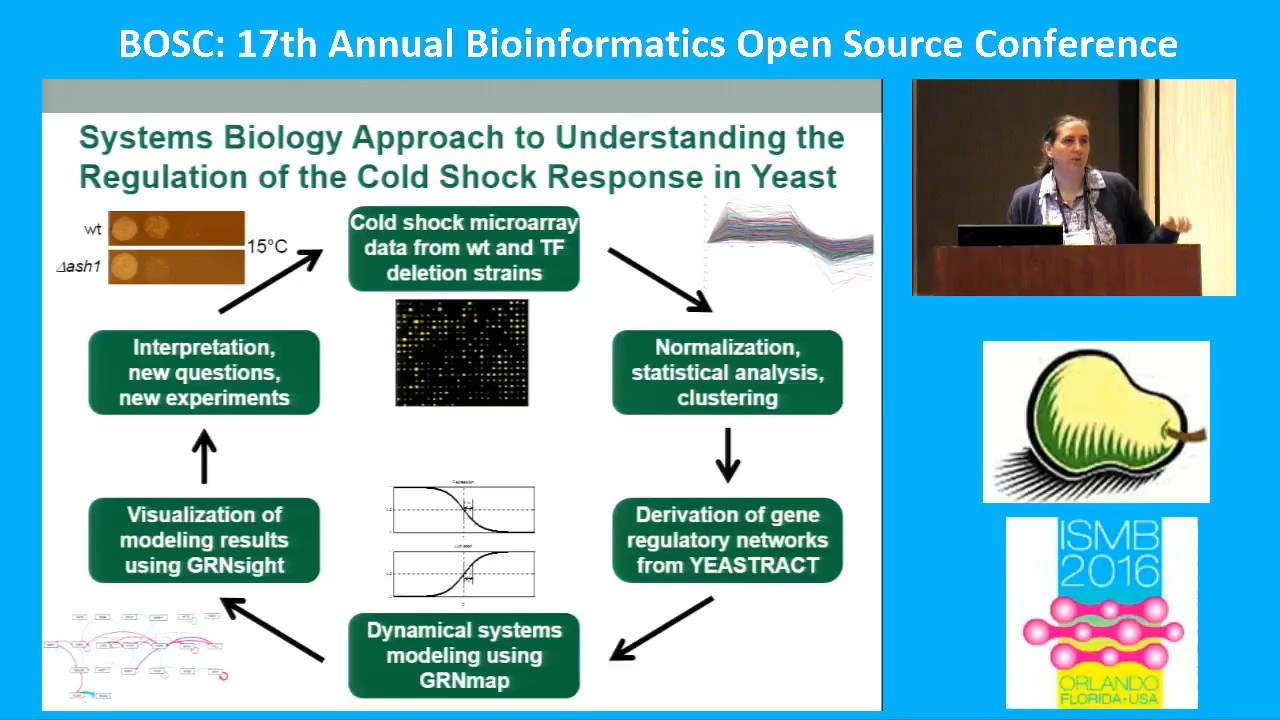 BOSC: 17th Annual Bioinformatics Open Source Conference
Systems Biology Approach to Understanding the
Regulation of the Cold Shock Response in Yeast
wt
Δash1
15°C
Cold shock microarray
data from wt and TF
deletion strains
Normalization,
statistical analysis,
clustering
Derivation of gene
regulatory networks
from YEASTRACT
Dynamical systems
modeling using
GRNmap
Visualization of
modeling results
using GRNsight
Interpretation,
new questions,
new experiments
ISMB
2016
ORLANDO
FLORIDA·USA